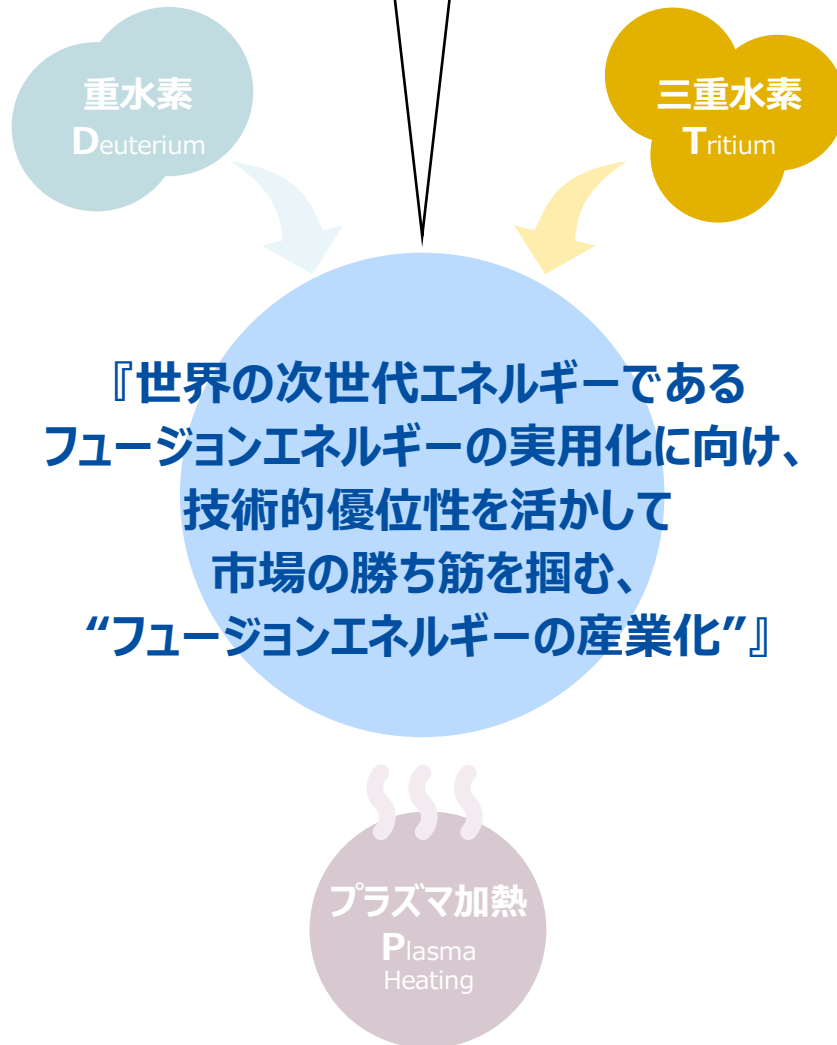 重水素
Deuterium
三重水素
Tritium
『世界の次世代エネルギーである
フュージョンエネルギーの実用化に向け、
技術的優位性を活かして
市場の勝ち筋を掴む、
“フュージョンエネルギーの産業化”』
プラズマ加熱
Plasma
Heating